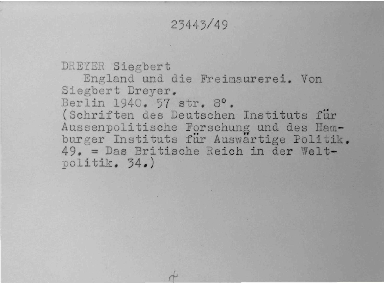 23443/49
DREYER Siegbert
England und die Freimaurerei. Von
Siegbert Dreyer.
Berlin 1940. 57 str. 8°.
(Schriften des Deutschen Instituts für
Aussenpolitische Forschung und des Ham-
burger Instituts für Auswärtige Politik.
49. = Das Britische Reich in der Welt-
politik. 34.)